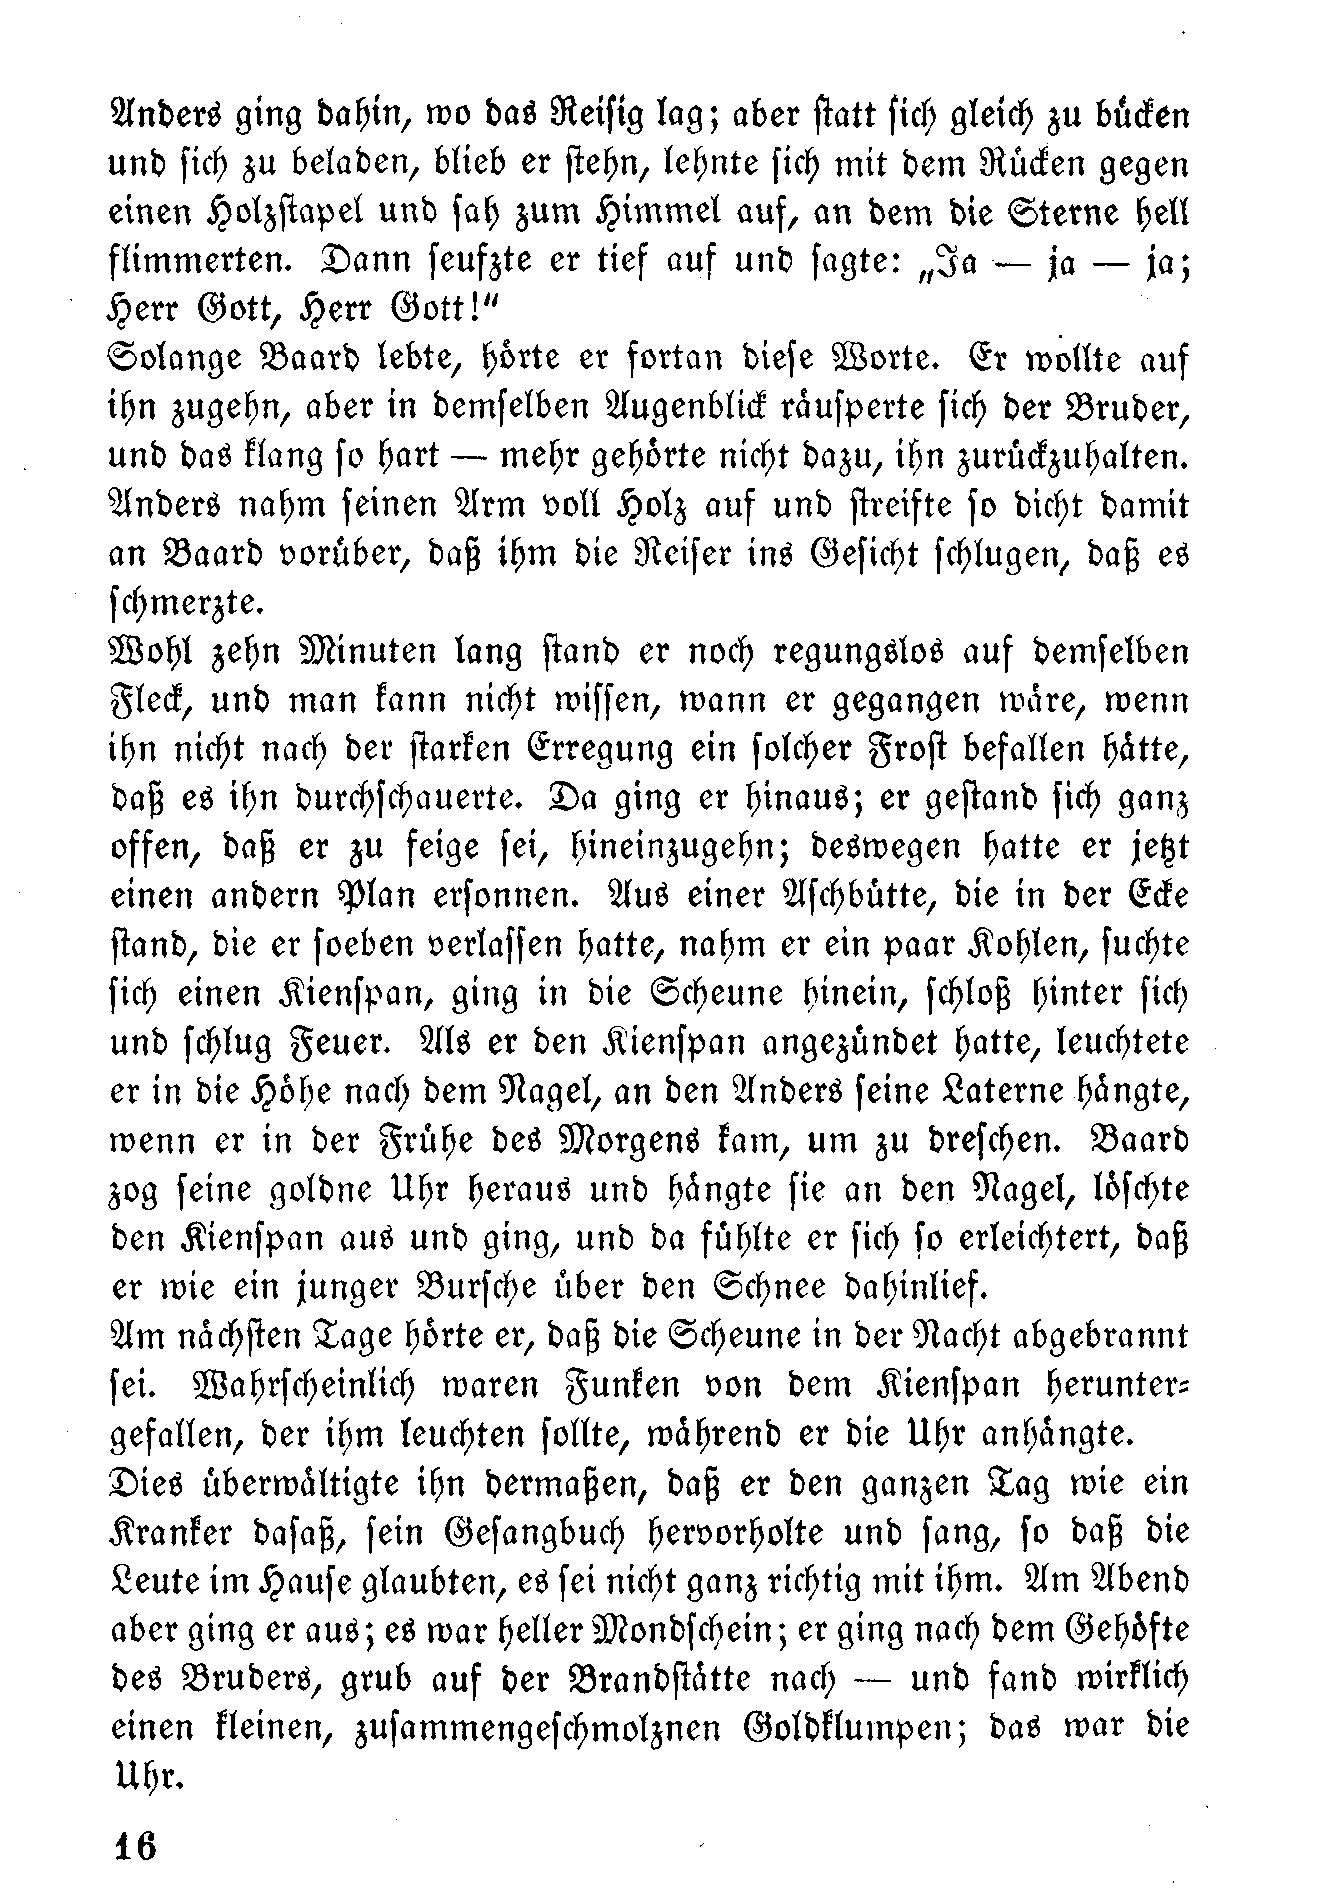 Anders ging dahin, wo das Reisig lag; aber statt sich gleich zu bücken
und sich zu beladen, blieb er stehn, lehnte sich mit dem Rücken gegen
einen Holzstapel und sah zum Himmel auf, an dem die Sterne hell
flimmerten. Dann seufzte er tief auf und sagte: „Ja — ja — ja;
Herr Gott, Herr Gott!“
Solange Baard lebte, hörte er fortan diese Worte. Er wollte auf
ihn zugehn, aber in demselben Augenblick räusperte sich der Bruder,
und das klang so hart — mehr gehörte nicht dazu, ihn zurückzuhalten.
Anders nahm seinen Arm voll Holz auf und streifte so dicht damit
an Baard vorüber, daß ihm die Reiser ins Gesicht schlugen, daß es
schmerzte.
Wohl zehn Minuten lang stand er noch regungslos auf demselben
Fleck, und man kann nicht wissen, wann er gegangen wäre, wenn
ihn nicht nach der starken Erregung ein solcher Frost befallen hätte,
daß es ihn durchschauerte. Da ging er hinaus; er gestand sich ganz
offen, daß er zu feige sei, hineinzugehn; deswegen hatte er jetzt
einen andern Plan ersonnen. Aus einer Aschbütte, die in der Ecke
stand, die er soeben verlassen hatte, nahm er ein paar Kohlen, suchte
sich einen Kienspan, ging in die Scheune hinein, schloß hinter sich
und schlug Feuer. Als er den Kienspan angezündet hatte, leuchtete
er in die Höhe nach dem Nagel, an den Anders seine Laterne hängte,
wenn er in der Frühe des Morgens kam, um zu dreschen. Baard
zog seine goldne Uhr heraus und hängte sie an den Nagel, löschte
den Kienspan aus und ging, und da fühlte er sich so erleichtert, daß
er wie ein junger Bursche über den Schnee dahinlief.
Am nächsten Tage hörte er, daß die Scheune in der Nacht abgebrannt
sei. Wahrscheinlich waren Funken von dem Kienspan herunter-
gefallen, der ihm leuchten sollte, während er die Uhr anhängte.
Dies überwältigte ihn dermaßen, daß er den ganzen Tag wie ein
Kranker dasaß, sein Gesangbuch hervorholte und sang, so daß die
Leute im Hause glaubten, es sei nicht ganz richtig mit ihm. Am Abend
aber ging er aus; es war heller Mondschein; er ging nach dem Gehöfte
des Bruders, grub auf der Brandstätte nach — und fand wirklich
einen kleinen, zusammengeschmolznen Goldklumpen; das war die
Uhr.
16